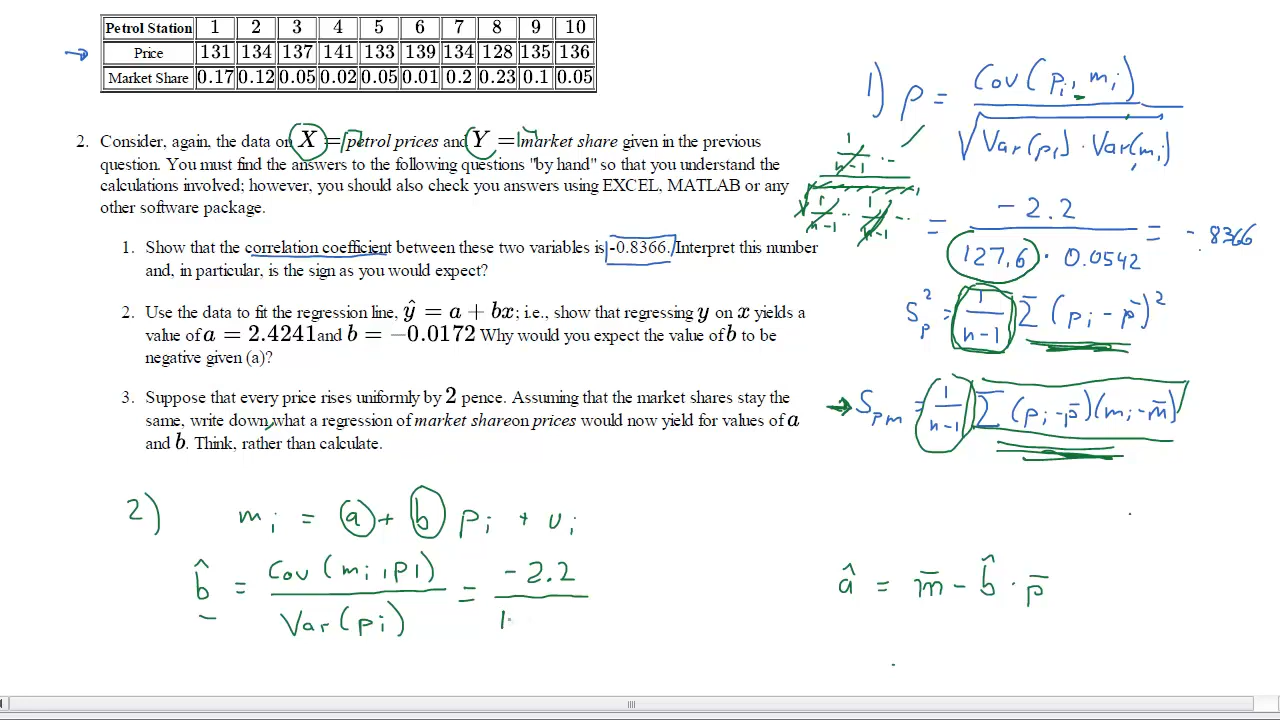 Petrol Station 1 2 3 4 5 6 7 8 9 10
Price 131 134 137 141 133 139 134 128 135 136
Market Share 0.17 0.12 0.05 0.02 0.05 0.01 0.2 0.23 0.1 0.05
2. Consider, again, the data on X = petrol prices and Y = market share given in the previous
question. You must find the answers to the following questions "by hand" so that you understand the
calculations involved; however, you should also check you answers using EXCEL, MATLAB or any
other software package.
1. Show that the correlation coefficient between these two variables is -0.8366. Interpret this number
and, in particular, is the sign as you would expect?
2. Use the data to fit the regression line, ŷ = a + bx; i.e., show that regressing y on x yields a
value of a = 2.4241and b = −0.0172 Why would you expect the value of b to be
negative given (a)?
3. Suppose that every price rises uniformly by 2 pence. Assuming that the market shares stay the
same, write down what a regression of market shareon prices would now yield for values of a
and b. Think, rather than calculate.
1) ρ = Cov(pi, mi) / √Var(pi) · Var(mi)
1/n-1 ·· / √1/n-1 ·· 1/n-1 ··
= -2.2 / 127,6 · 0.0542 = -.8366
S²p = 1/n-1 Σ (pi - p̄)²
→ Spm = 1/n-1 Σ (pi - p̄)(mi - m̄)
2) mi = a + b pi + ui
b̂ = Cov(mi, pi) / Var(pi) = -2.2 / 1
â = m̄ - b̂ · p̄